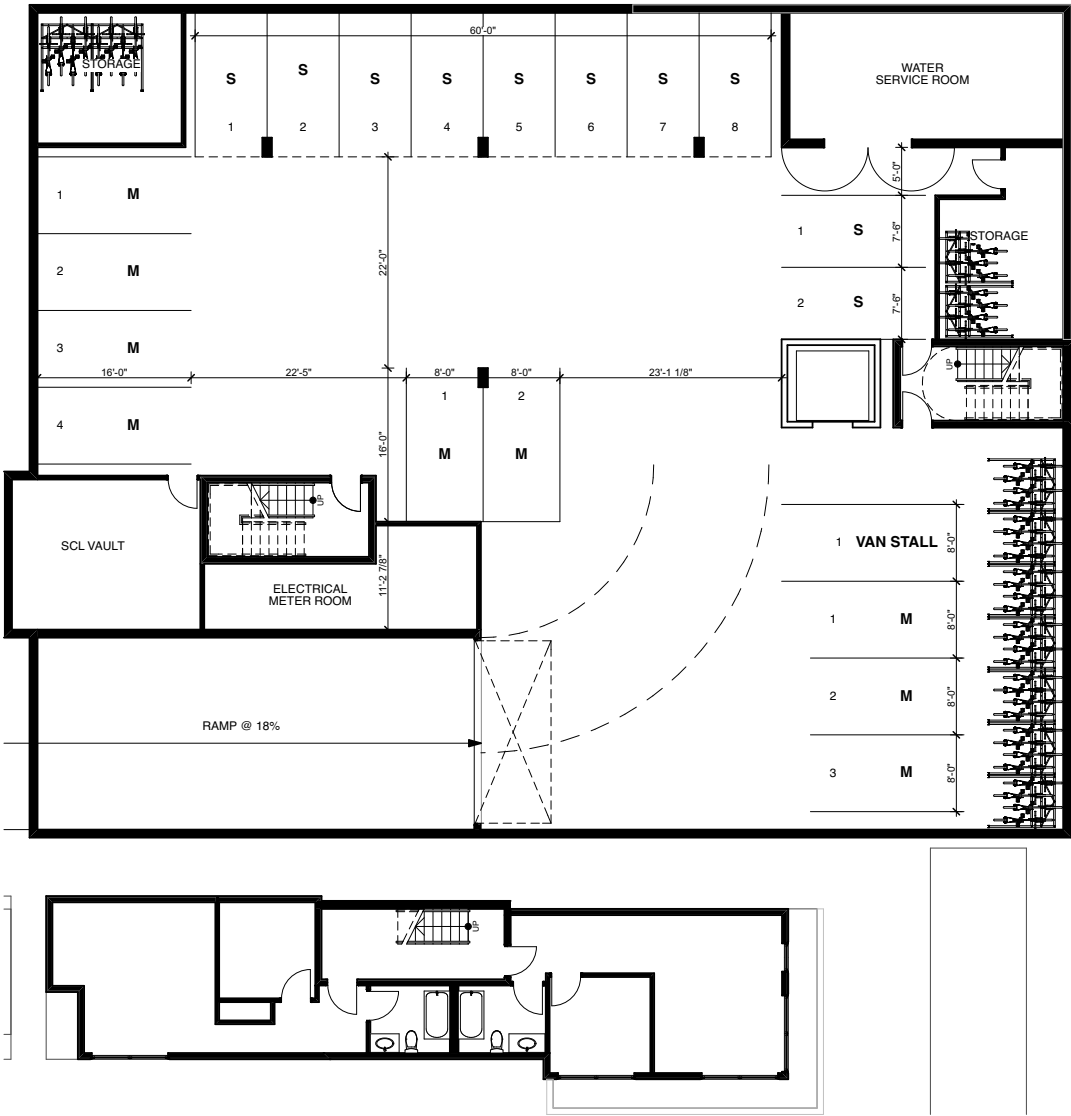 60'-0"
STORAGE
S
S
S
S
S
S
S
S
1
2
3
4
5
6
7
8
WATER
SERVICE ROOM
5'-0"
1
M
2
M
3
M
4
M
22'-0"
1
S
7'-6"
2
S
7'-6"
STORAGE
UP
16'-0"
22'-5"
8'-0"
8'-0"
23'-1 1/8"
1
2
M
M
16'-0"
UP
SCL VAULT
ELECTRICAL
METER ROOM
11'-2 7/8"
1
VAN STALL
8'-0"
1
M
8'-0"
2
M
8'-0"
3
M
8'-0"
RAMP @ 18%
UP